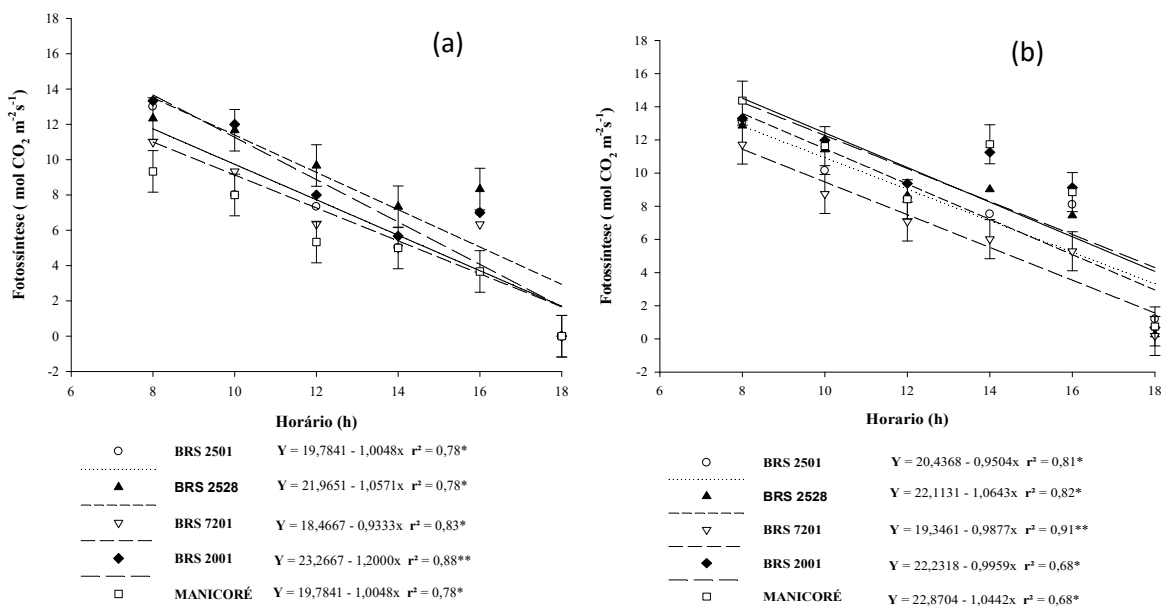 (a)
18
16
14
12
10
8
6
4
2
0
-2
Fotossíntese ( mol CO₂ m⁻²s⁻¹)
6 8 10 12 14 16 18
Horário (h)
BRS 2501 Y = 19,7841 - 1,0048x r² = 0,78*
BRS 2528 Y = 21,9651 - 1,0571x r² = 0,78*
BRS 7201 Y = 18,4667 - 0,9333x r² = 0,83*
BRS 2001 Y = 23,2667 - 1,2000x r² = 0,88**
MANICORÉ Y = 19,7841 - 1,0048x r² = 0,78*
(b)
18
16
14
12
10
8
6
4
2
0
-2
Fotossíntese ( mol CO₂ m⁻²s⁻¹)
6 8 10 12 14 16 18
Horario (h)
BRS 2501 Y = 20,4368 - 0,9504x r² = 0,81*
BRS 2528 Y = 22,1131 - 1,0643x r² = 0,82*
BRS 7201 Y = 19,3461 - 0,9877x r² = 0,91**
BRS 2001 Y = 22,2318 - 0,9959x r² = 0,68*
MANICORÉ Y = 22,8704 - 1,0442x r² = 0,68*